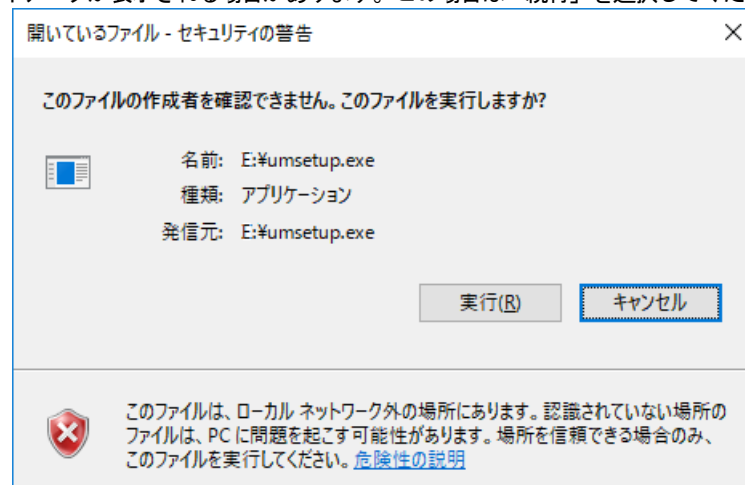 開いているファイル - セキュリティの警告
このファイルの作成者を確認できません。このファイルを実行しますか?
名前: E:¥umsetup.exe
種類: アプリケーション
発信元: E:¥umsetup.exe
実行(R) キャンセル
このファイルは、ローカル ネットワーク外の場所にあります。認識されていない場所の
ファイルは、PC に問題を起こす可能性があります。場所を信頼できる場合のみ、
このファイルを実行してください。危険性の説明